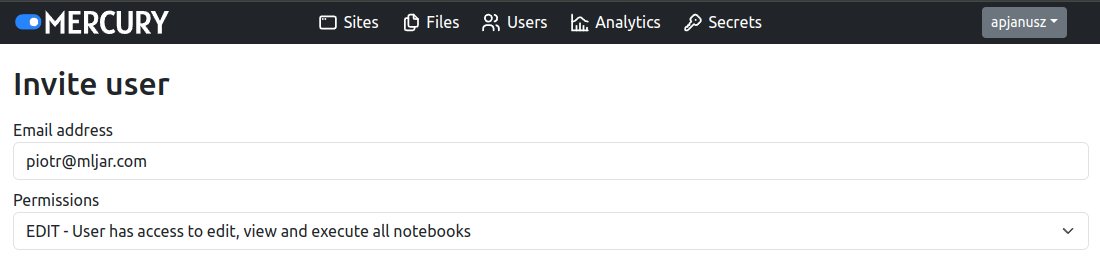 MERCURY Sites Files Users Analytics Secrets apjanusz
Invite user
Email address
piotr@mljar.com
Permissions
EDIT - User has access to edit, view and execute all notebooks